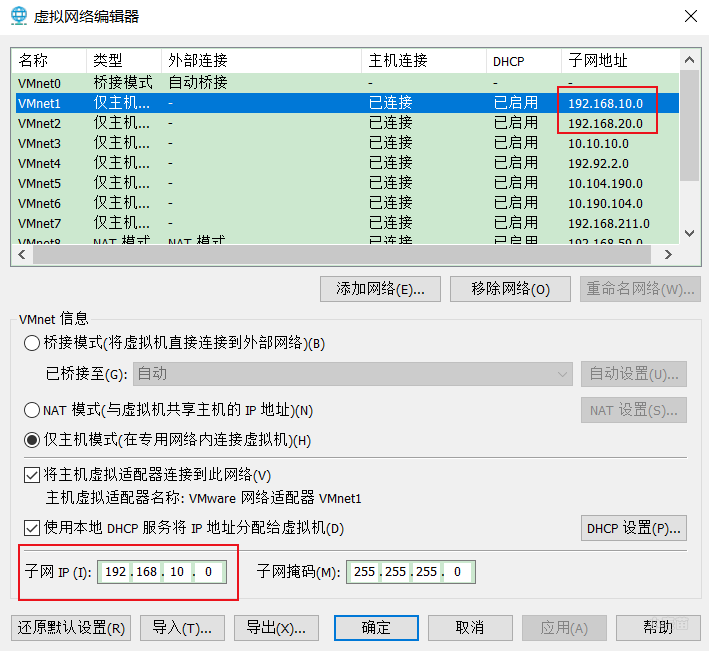 虚拟网络编辑器
名称 类型 外部连接 主机连接 DHCP 子网地址
VMnet0 桥接模式 自动桥接 - - -
VMnet1 仅主机... - 已连接 已启用 192.168.10.0
VMnet2 仅主机... - 已连接 已启用 192.168.20.0
VMnet3 仅主机... - 已连接 已启用 10.10.10.0
VMnet4 仅主机... - 已连接 已启用 192.92.2.0
VMnet5 仅主机... - 已连接 已启用 10.104.190.0
VMnet6 仅主机... - 已连接 已启用 10.190.104.0
VMnet7 仅主机... - 已连接 已启用 192.168.211.0
VMnet8 NAT 模式 NAT 模式 已连接 已启用 192.168.59.0
添加网络(E)... 移除网络(O) 重命名网络(W)...
VMnet 信息
桥接模式(将虚拟机直接连接到外部网络)(B)
已桥接至(G): 自动 自动设置(U)...
NAT 模式(与虚拟机共享主机的 IP 地址)(N) NAT 设置(S)...
仅主机模式(在专用网络内连接虚拟机)(H)
将主机虚拟适配器连接到此网络(V)
主机虚拟适配器名称: VMware 网络适配器 VMnet1
使用本地 DHCP 服务将 IP 地址分配给虚拟机(D) DHCP 设置(P)...
子网 IP (I): 192 .168 . 10 . 0 子网掩码(M): 255 .255 .255 . 0
还原默认设置(R) 导入(T)... 导出(X)... 确定 取消 应用(A) 帮助